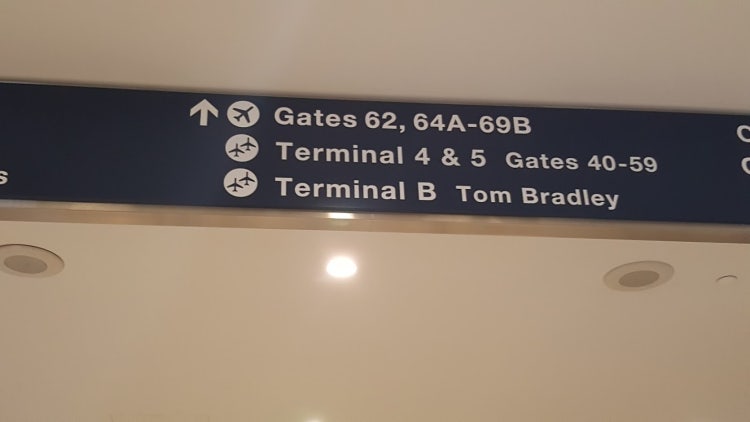 Gates 62, 64A-69B
Terminal 4 & 5 Gates 40-59
Terminal B Tom Bradley